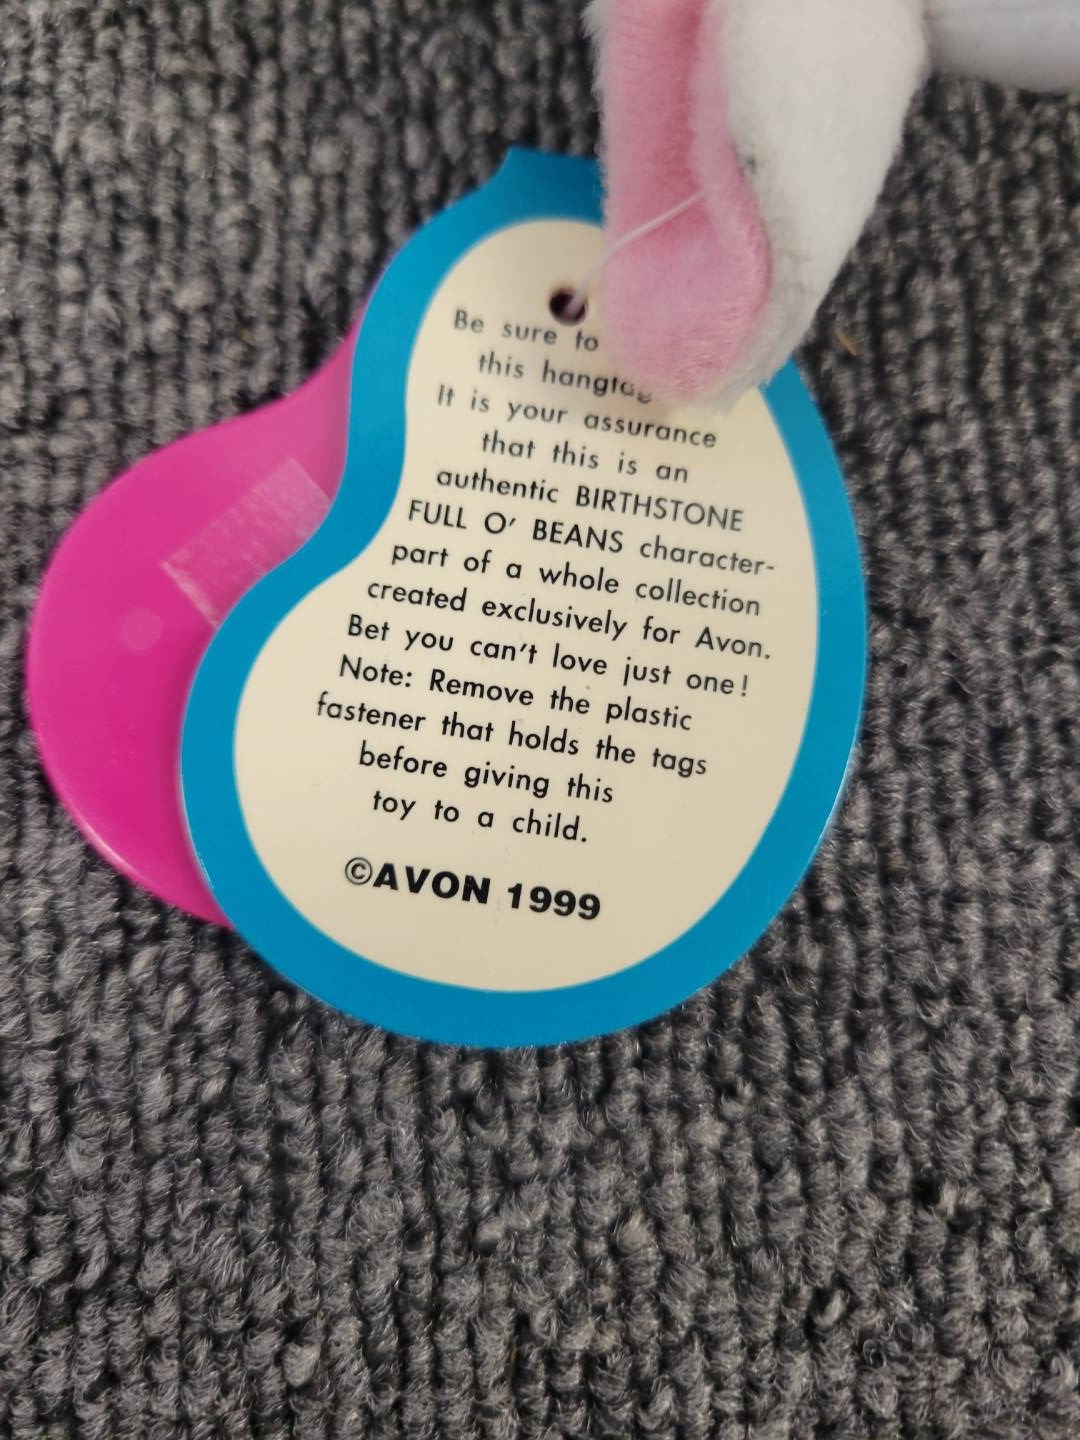 Be sure to
this hangtag
It is your assurance
that this is an
authentic BIRTHSTONE
FULL O' BEANS character-
part of a whole collection
created exclusively for Avon.
Bet you can't love just one!
Note: Remove the plastic
fastener that holds the tags
before giving this
toy to a child.
©AVON 1999